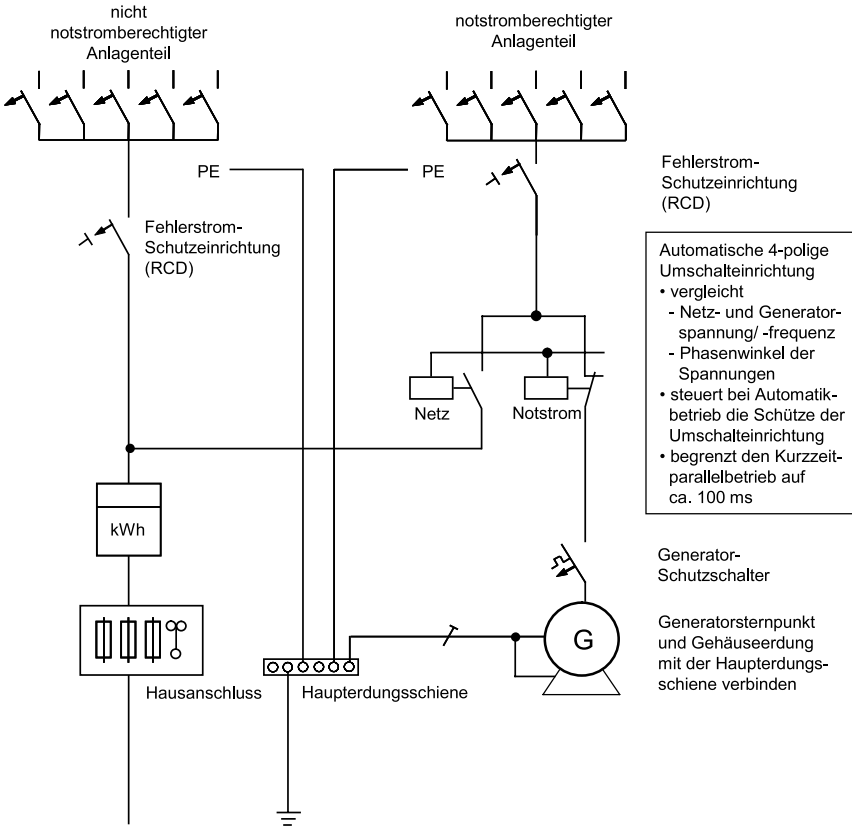 nicht
notstromberechtigter
Anlagenteil
notstromberechtigter
Anlagenteil
PE
PE
Fehlerstrom-
Schutzeinrichtung
(RCD)
Fehlerstrom-
Schutzeinrichtung
(RCD)
Automatische 4-polige
Umschalteinrichtung
• vergleicht
- Netz- und Generator-
spannung/ -frequenz
- Phasenwinkel der
Spannungen
• steuert bei Automatik-
betrieb die Schütze der
Umschalteinrichtung
• begrenzt den Kurzzeit-
parallelbetrieb auf
ca. 100 ms
Netz
Notstrom
kWh
Generator-
Schutzschalter
G
Generatorsternpunkt
und Gehäuseerdung
mit der Haupterdungs-
schiene verbinden
Hausanschluss
Haupterdungsschiene